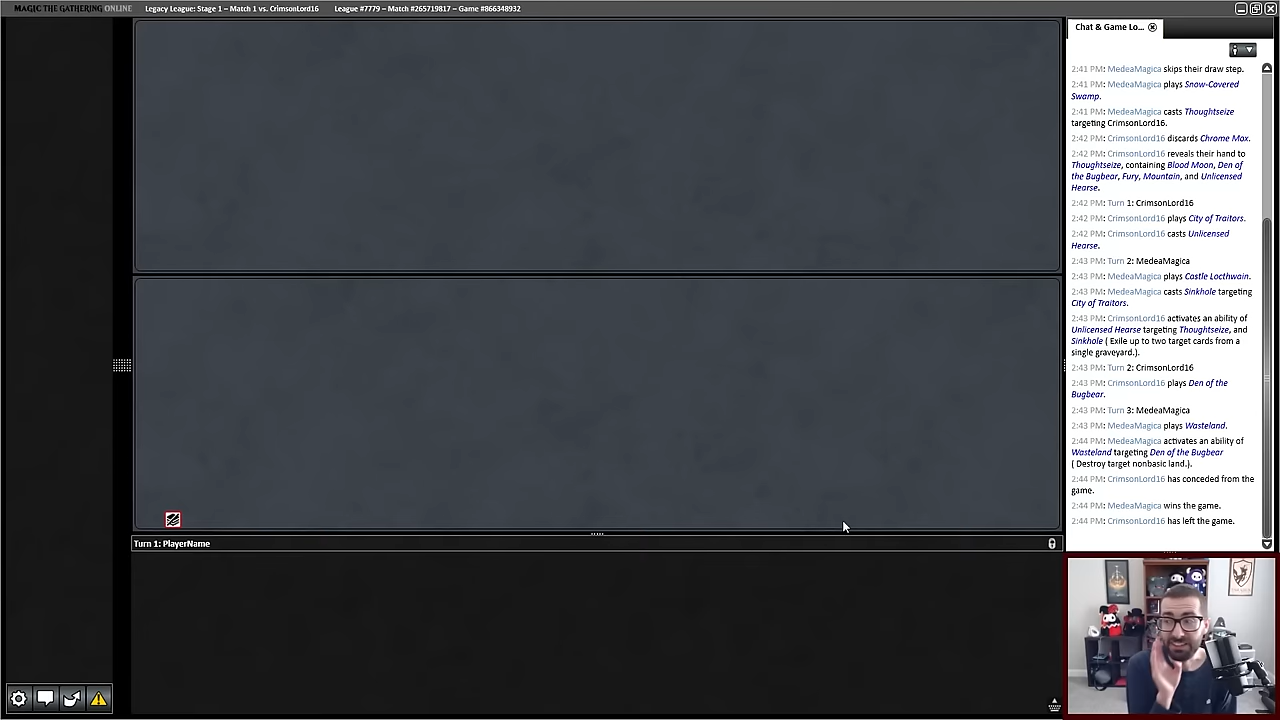 MAGIC THE GATHERING ONLINE Legacy League: Stage 1 – Match 1 vs. CrimsonLord16 League #7779 – Match #265719817 – Game #866348932
Chat & Game Lo...
2:41 PM: MedeaMagica skips their draw step.
2:41 PM: MedeaMagica plays Snow-Covered
Swamp.
2:41 PM: MedeaMagica casts Thoughtseize
targeting CrimsonLord16.
2:42 PM: CrimsonLord16 discards Chrome Mox.
2:42 PM: CrimsonLord16 reveals their hand to
Thoughtseize, containing Blood Moon, Den of
the Bugbear, Fury, Mountain, and Unlicensed
Hearse.
2:42 PM: Turn 1: CrimsonLord16
2:42 PM: CrimsonLord16 plays City of Traitors.
2:42 PM: CrimsonLord16 casts Unlicensed
Hearse.
2:43 PM: Turn 2: MedeaMagica
2:43 PM: MedeaMagica plays Castle Locthwain.
2:43 PM: MedeaMagica casts Sinkhole targeting
City of Traitors.
2:43 PM: CrimsonLord16 activates an ability of
Unlicensed Hearse targeting Thoughtseize, and
Sinkhole ( Exile up to two target cards from a
single graveyard.).
2:43 PM: Turn 2: CrimsonLord16
2:43 PM: CrimsonLord16 plays Den of the
Bugbear.
2:43 PM: Turn 3: MedeaMagica
2:43 PM: MedeaMagica plays Wasteland.
2:44 PM: MedeaMagica activates an ability of
Wasteland targeting Den of the Bugbear
( Destroy target nonbasic land.).
2:44 PM: CrimsonLord16 has conceded from the
game.
2:44 PM: MedeaMagica wins the game.
2:44 PM: CrimsonLord16 has left the game.
Turn 1: PlayerName